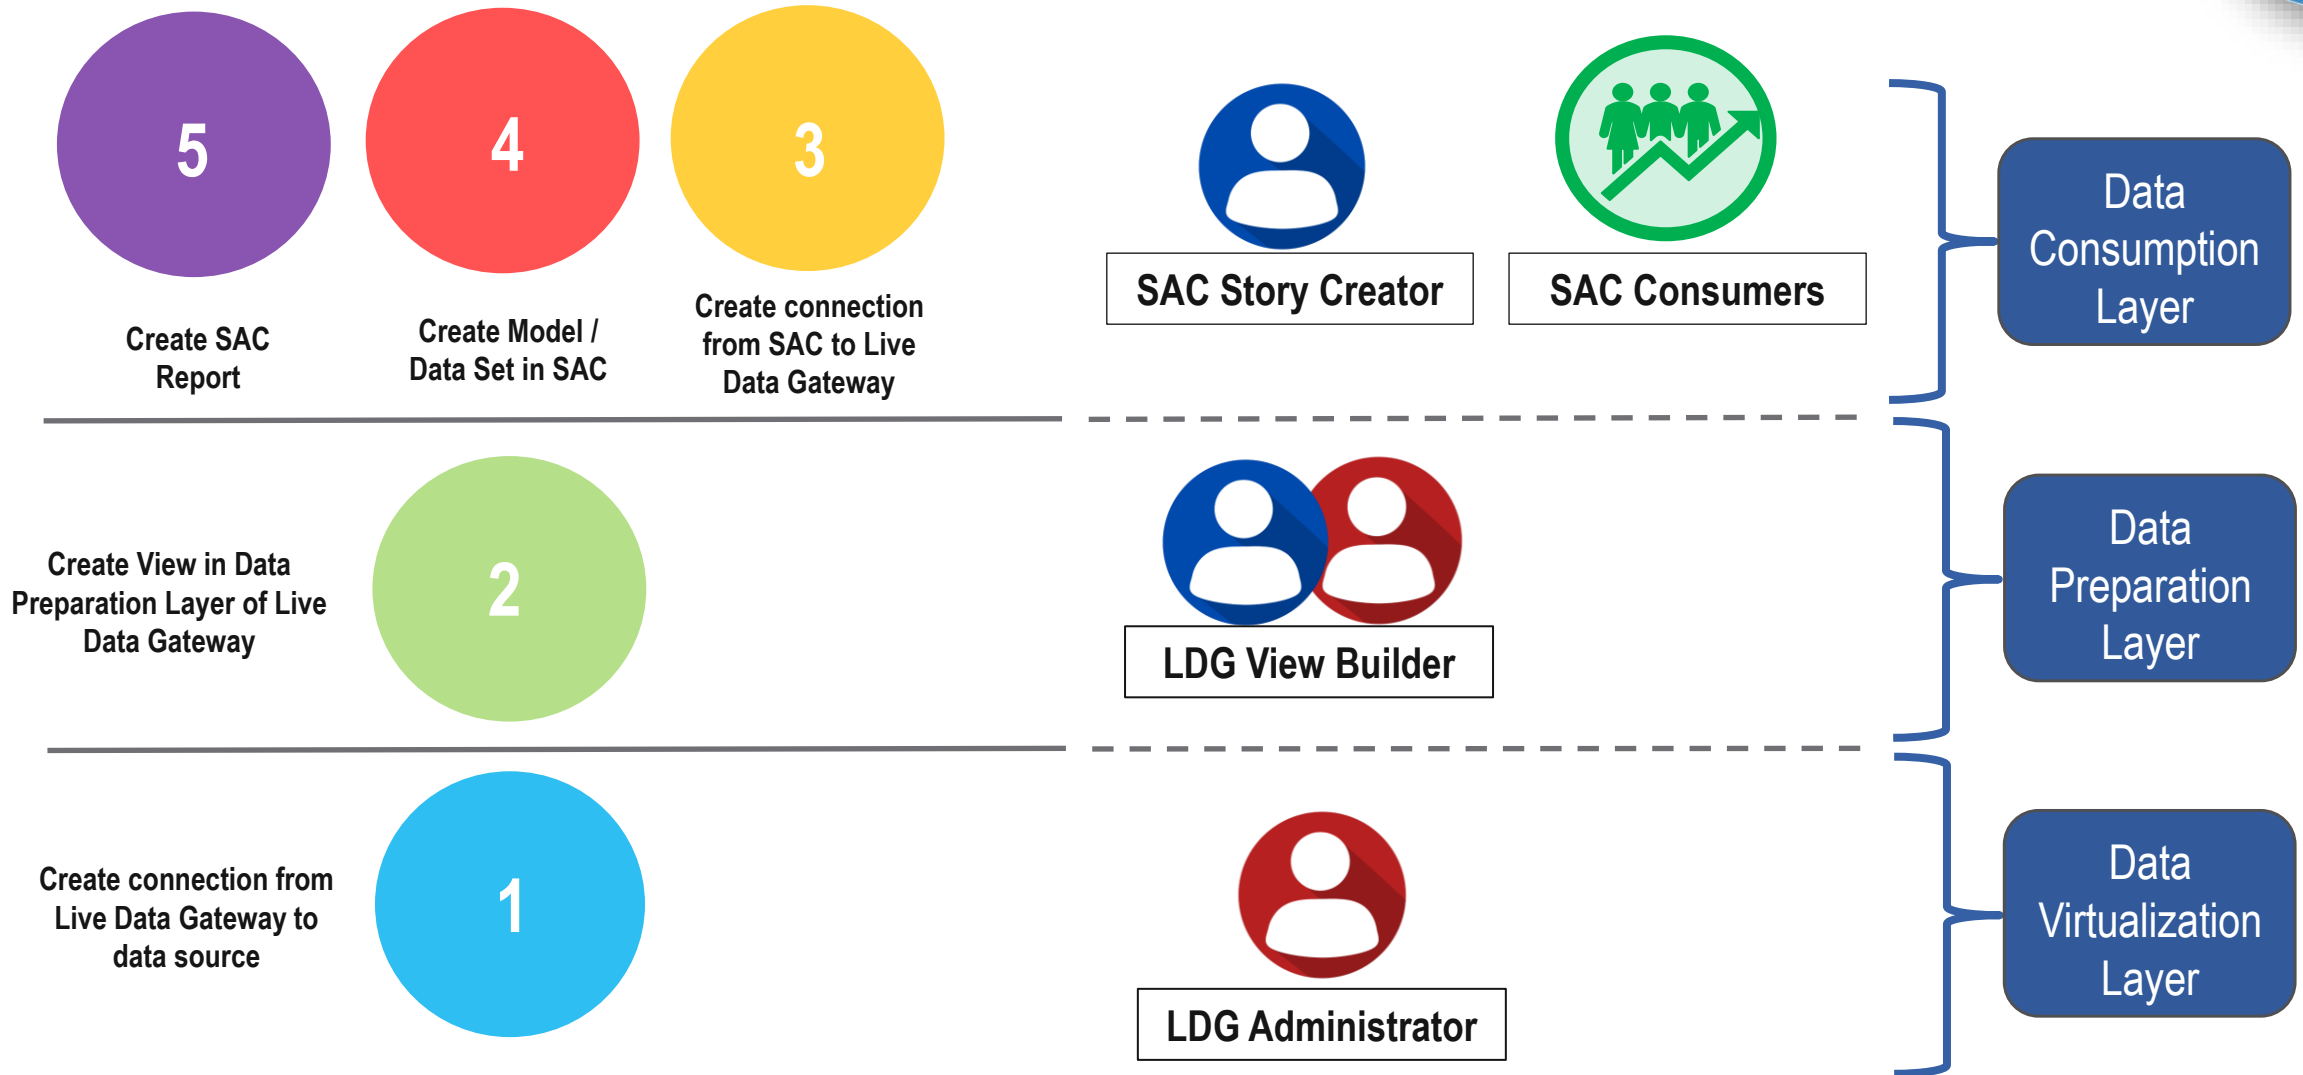 5
4
3
Create SAC
Report
Create Model /
Data Set in SAC
Create connection
from SAC to Live
Data Gateway
SAC Story Creator
SAC Consumers
Data
Consumption
Layer
Create View in Data
Preparation Layer of Live
Data Gateway
2
LDG View Builder
Data
Preparation
Layer
Create connection from
Live Data Gateway to
data source
1
LDG Administrator
Data
Virtualization
Layer